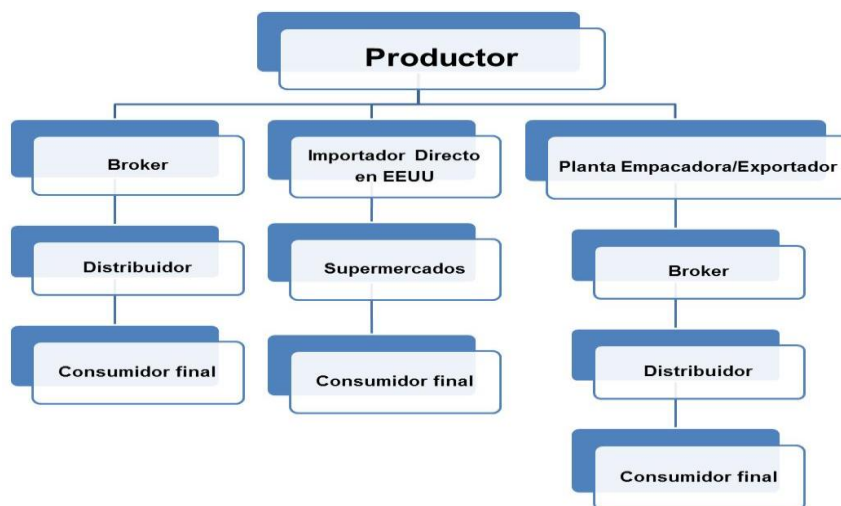 Productor
Broker
Importador Directo
en EEUU
Planta Empacadora/Exportador
Distribuidor
Supermercados
Broker
Consumidor final
Consumidor final
Distribuidor
Consumidor final